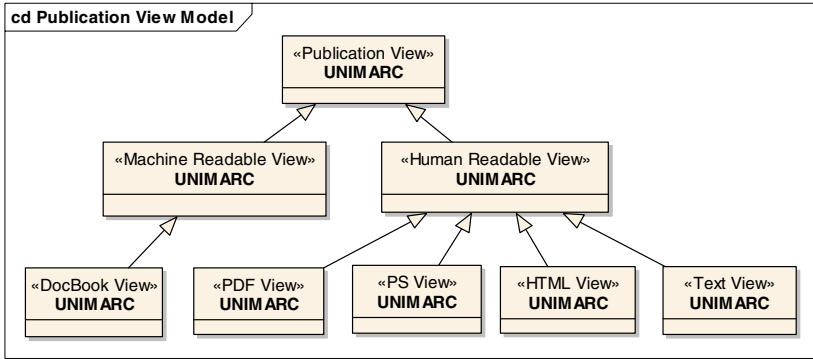 cd Publication View Model
«Publication View»
UNIMARC
«Machine Readable View»
UNIMARC
«Human Readable View»
UNIMARC
«DocBook View»
UNIMARC
«PDF View»
UNIMARC
«PS View»
UNIMARC
«HTML View»
UNIMARC
«Text View»
UNIMARC